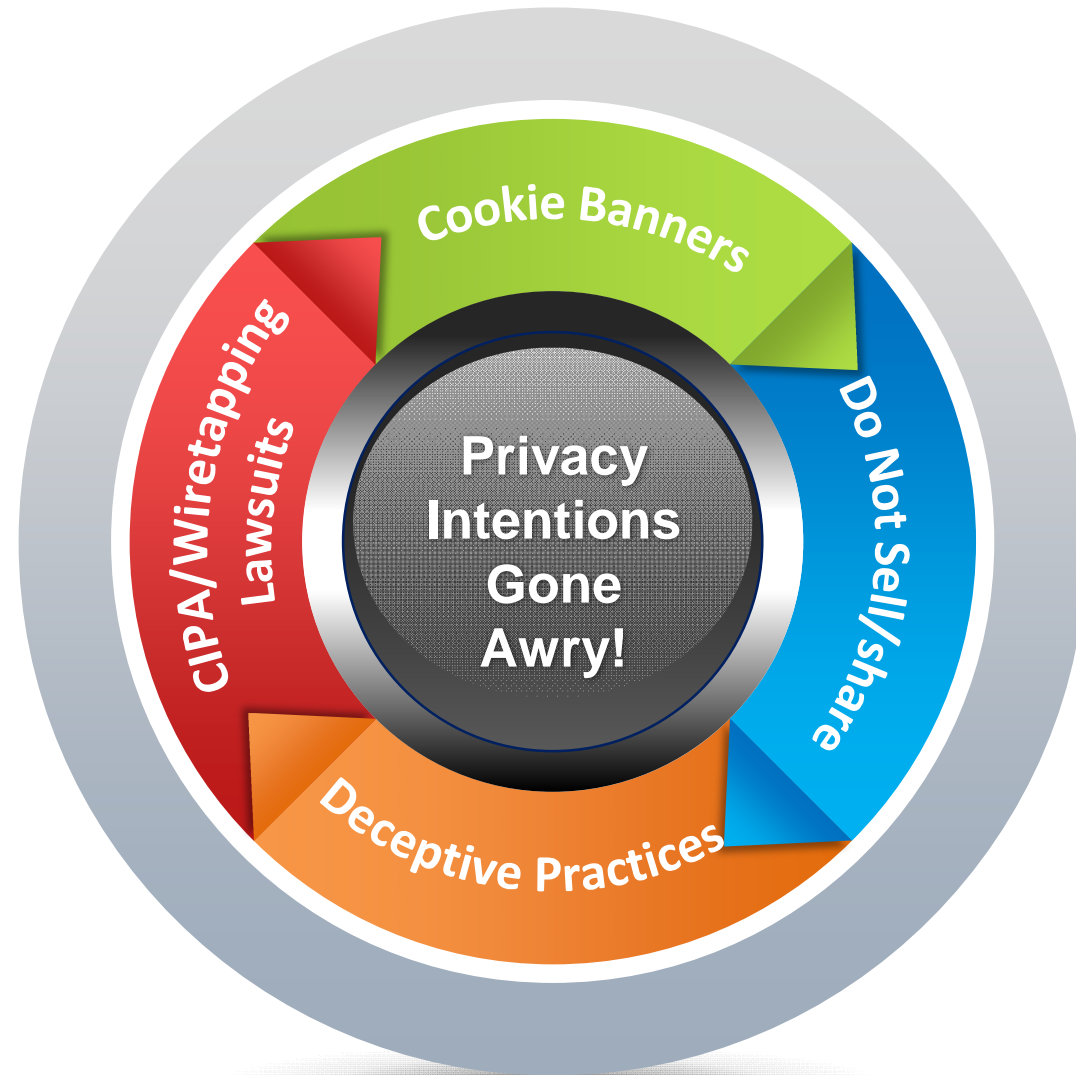 Cookie Banners
Do Not Sell/share
Deceptive Practices
CIPA/Wiretapping
Lawsuits
Privacy
Intentions
Gone
Awry!